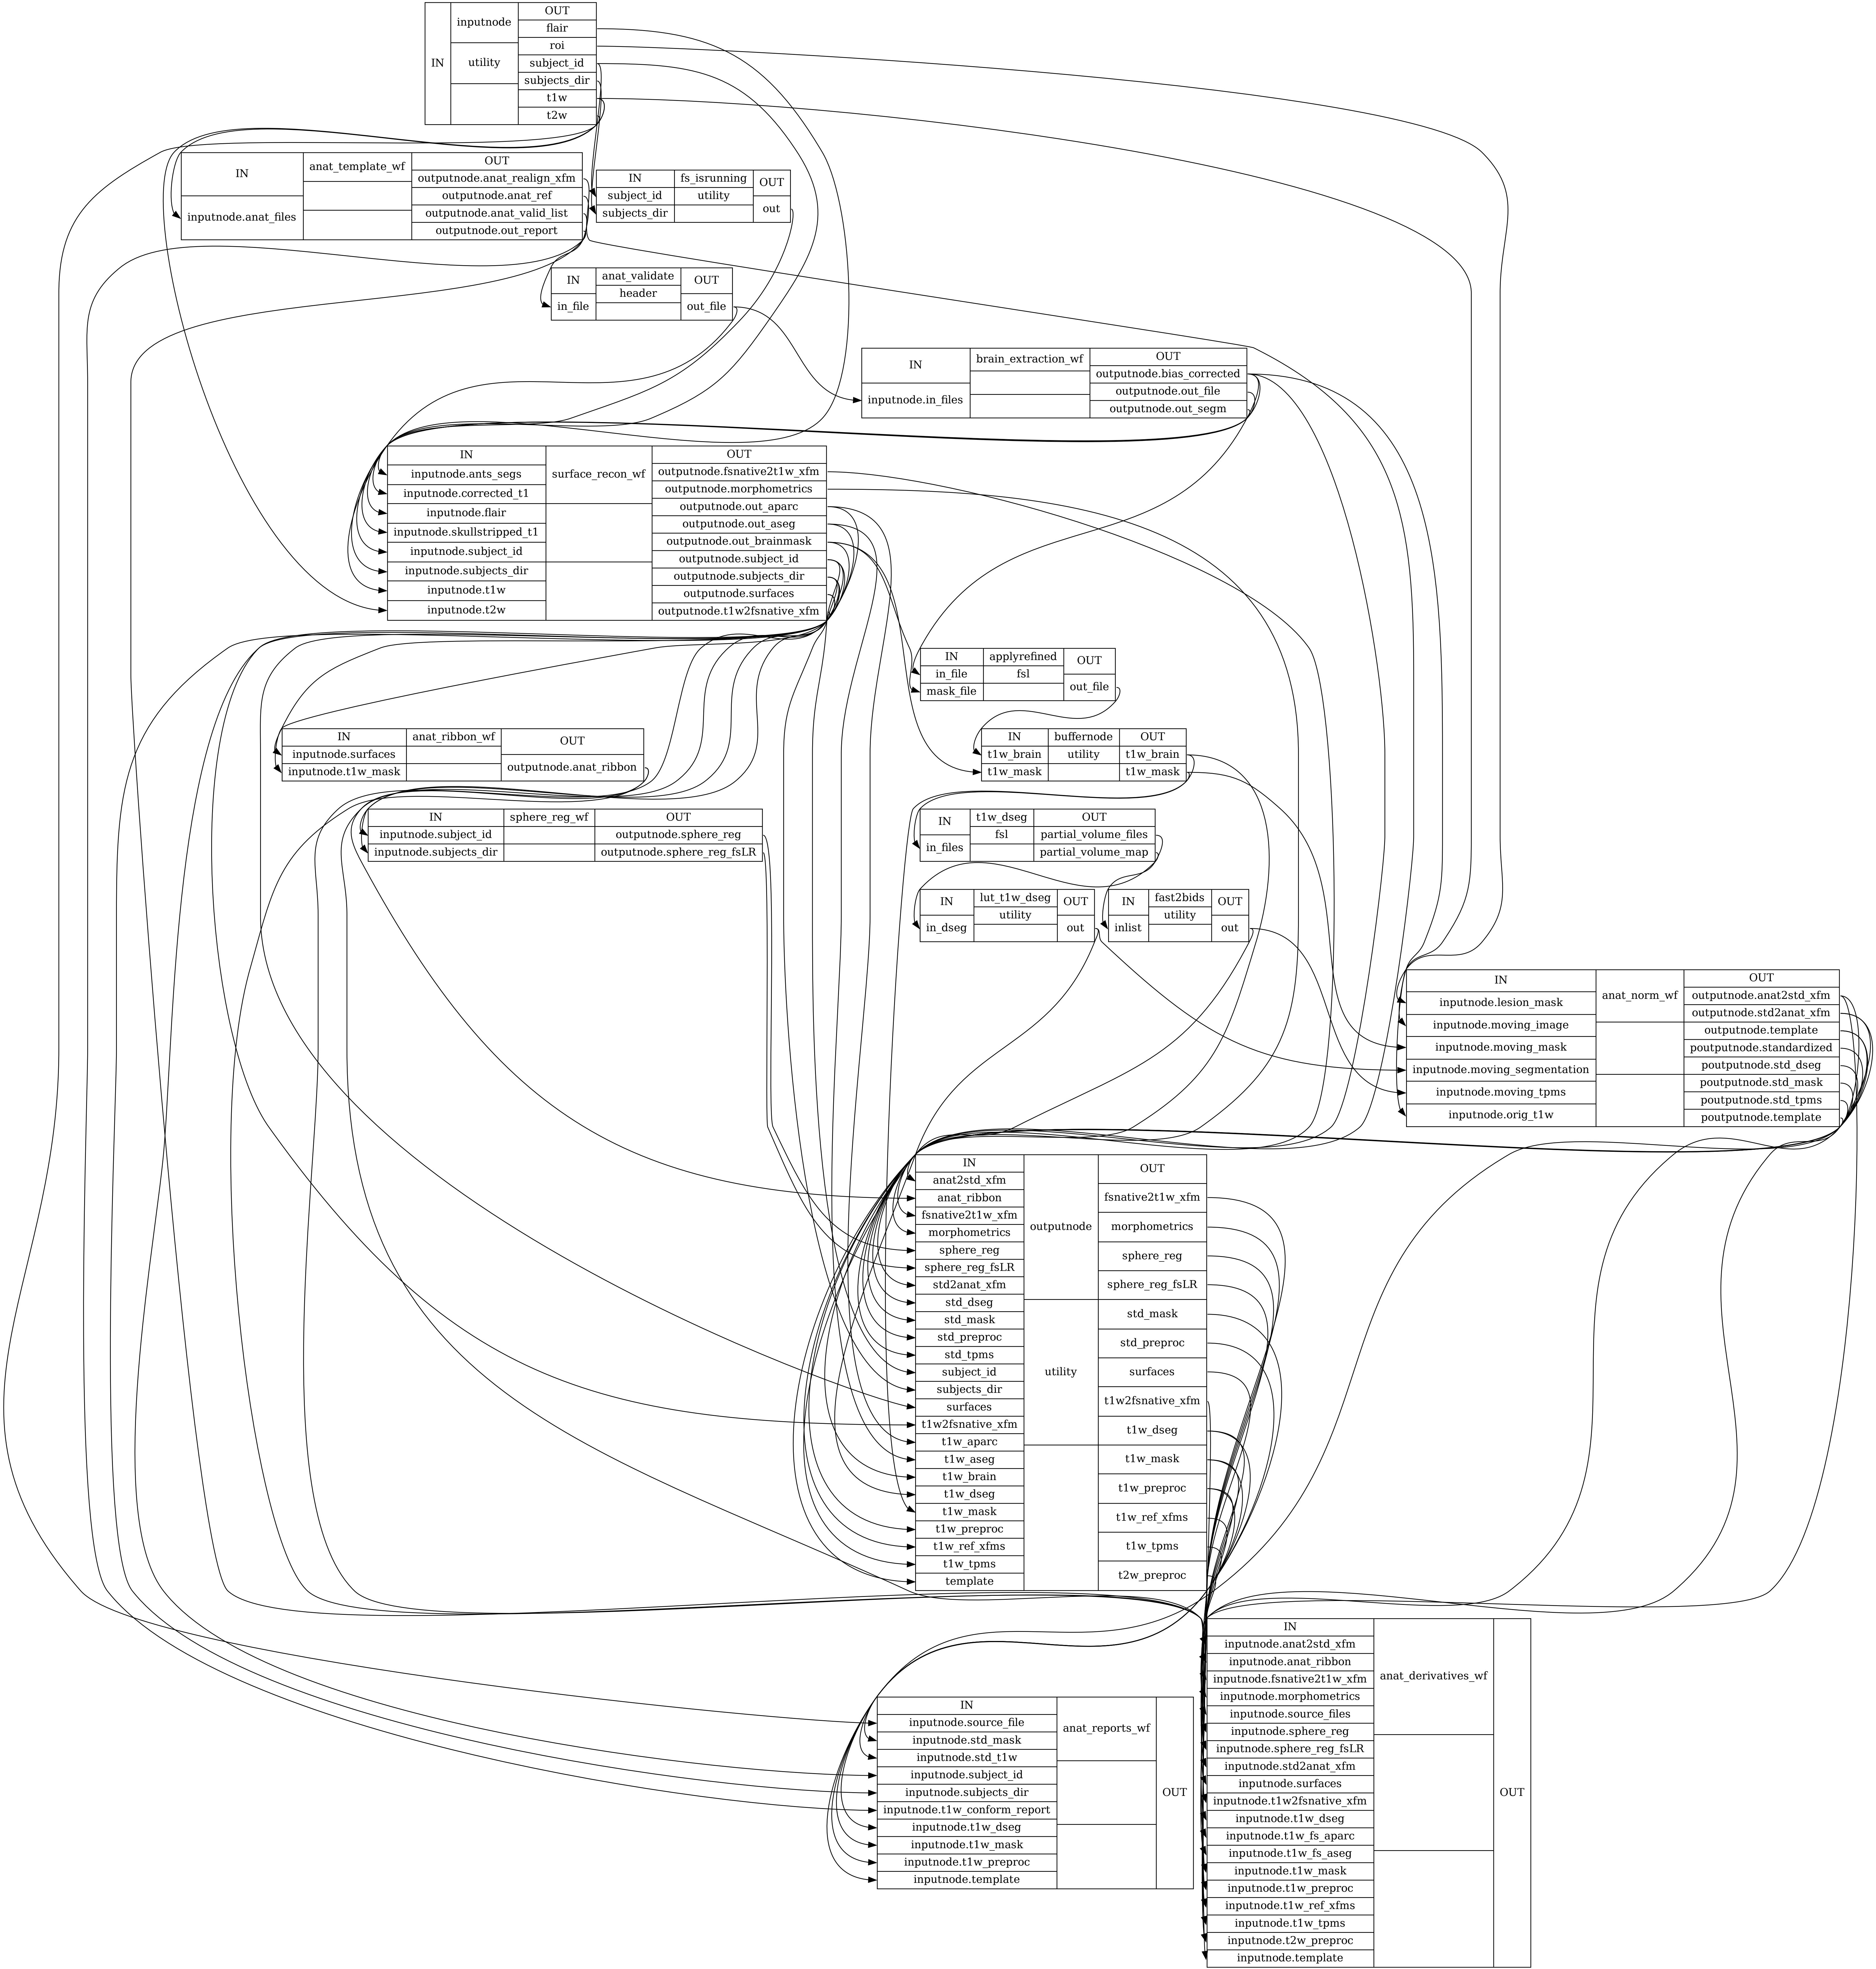 IN
inputnode
utility
OUT
flair
roi
subject_id
subjects_dir
t1w
t2w
IN
inputnode.anat_files
anat_template_wf
OUT
outputnode.anat_realign_xfm
outputnode.anat_ref
outputnode.anat_valid_list
outputnode.out_report
IN
subject_id
subjects_dir
fs_isrunning
utility
OUT
out
IN
in_file
anat_validate
header
OUT
out_file
IN
inputnode.in_files
brain_extraction_wf
OUT
outputnode.bias_corrected
outputnode.out_file
outputnode.out_segm
IN
inputnode.ants_segs
inputnode.corrected_t1
inputnode.flair
inputnode.skullstripped_t1
inputnode.subject_id
inputnode.subjects_dir
inputnode.t1w
inputnode.t2w
surface_recon_wf
OUT
outputnode.fsnative2t1w_xfm
outputnode.morphometrics
outputnode.out_aparc
outputnode.out_aseg
outputnode.out_brainmask
outputnode.subject_id
outputnode.subjects_dir
outputnode.surfaces
outputnode.t1w2fsnative_xfm
IN
in_file
mask_file
applyrefined
fsl
OUT
out_file
IN
inputnode.surfaces
inputnode.t1w_mask
anat_ribbon_wf
OUT
outputnode.anat_ribbon
IN
t1w_brain
t1w_mask
buffernode
utility
OUT
t1w_brain
t1w_mask
IN
inputnode.subject_id
inputnode.subjects_dir
sphere_reg_wf
OUT
outputnode.sphere_reg
outputnode.sphere_reg_fsLR
IN
in_files
t1w_dseg
fsl
OUT
partial_volume_files
partial_volume_map
IN
in_dseg
lut_t1w_dseg
utility
OUT
out
IN
inlist
fast2bids
utility
OUT
out
IN
inputnode.lesion_mask
inputnode.moving_image
inputnode.moving_mask
inputnode.moving_segmentation
inputnode.moving_tpms
inputnode.orig_t1w
anat_norm_wf
OUT
outputnode.anat2std_xfm
outputnode.std2anat_xfm
outputnode.template
poutputnode.standardized
poutputnode.std_dseg
poutputnode.std_mask
poutputnode.std_tpms
poutputnode.template
IN
anat2std_xfm
anat_ribbon
fsnative2t1w_xfm
morphometrics
sphere_reg
sphere_reg_fsLR
std2anat_xfm
std_dseg
std_mask
std_preproc
std_tpms
subject_id
subjects_dir
surfaces
t1w2fsnative_xfm
t1w_aparc
t1w_aseg
t1w_brain
t1w_dseg
t1w_mask
t1w_preproc
t1w_ref_xfms
t1w_tpms
template
outputnode
utility
OUT
fsnative2t1w_xfm
morphometrics
sphere_reg
sphere_reg_fsLR
std_mask
std_preproc
surfaces
t1w2fsnative_xfm
t1w_dseg
t1w_mask
t1w_preproc
t1w_ref_xfms
t1w_tpms
t2w_preproc
IN
inputnode.source_file
inputnode.std_mask
inputnode.std_t1w
inputnode.subject_id
inputnode.subjects_dir
inputnode.t1w_conform_report
inputnode.t1w_dseg
inputnode.t1w_mask
inputnode.t1w_preproc
inputnode.template
anat_reports_wf
OUT
IN
inputnode.anat2std_xfm
inputnode.anat_ribbon
inputnode.fsnative2t1w_xfm
inputnode.morphometrics
inputnode.source_files
inputnode.sphere_reg
inputnode.sphere_reg_fsLR
inputnode.std2anat_xfm
inputnode.surfaces
inputnode.t1w2fsnative_xfm
inputnode.t1w_dseg
inputnode.t1w_fs_aparc
inputnode.t1w_fs_aseg
inputnode.t1w_mask
inputnode.t1w_preproc
inputnode.t1w_ref_xfms
inputnode.t1w_tpms
inputnode.t2w_preproc
inputnode.template
anat_derivatives_wf
OUT